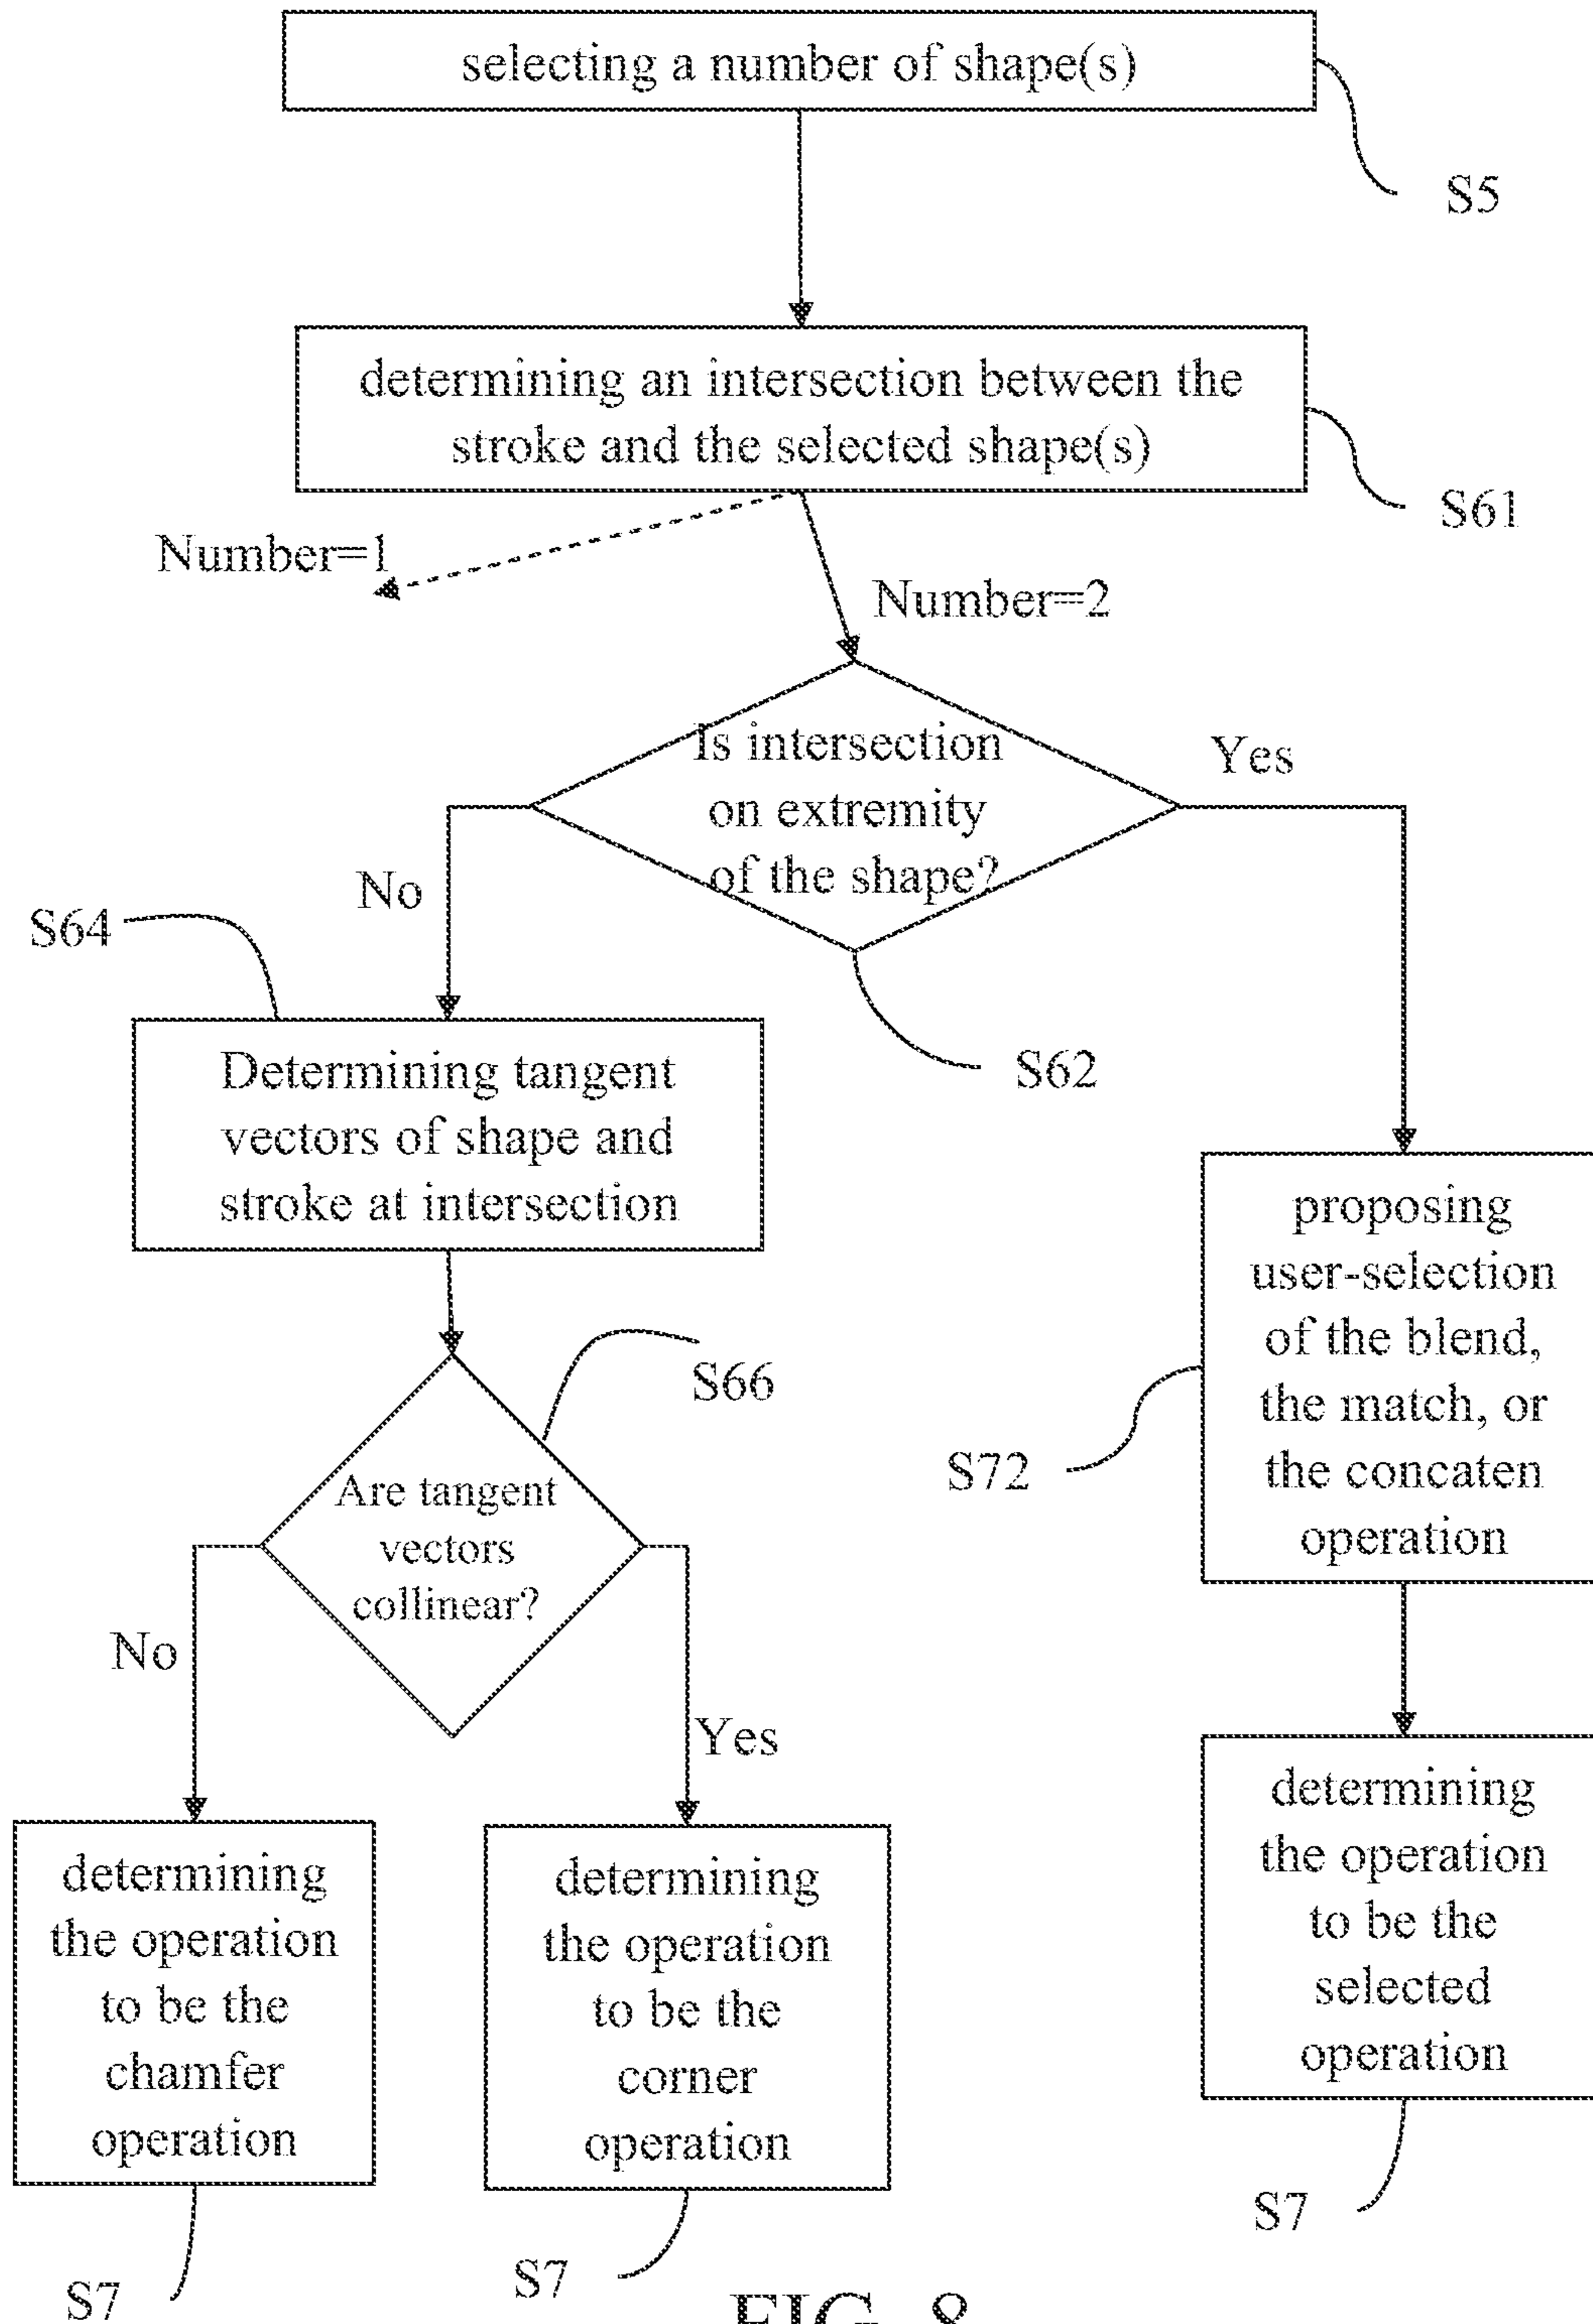 selecting a number of shape(s)
S5
determining an intersection between the
stroke and the selected shape(s)
S61
Number=1
Number=2
Is intersection
on extremity
of the shape?
Yes
No
S64
S62
Determining tangent
vectors of shape and
stroke at intersection
proposing
user-selection
of the blend,
the match, or
the concaten
operation
S72
S66
Are tangent
vectors
collinear?
No
Yes
determining
the operation
to be the
chamfer
operation
determining
the operation
to be the
corner
operation
determining
the operation
to be the
selected
operation
S7
S7
S7
FIG. 8